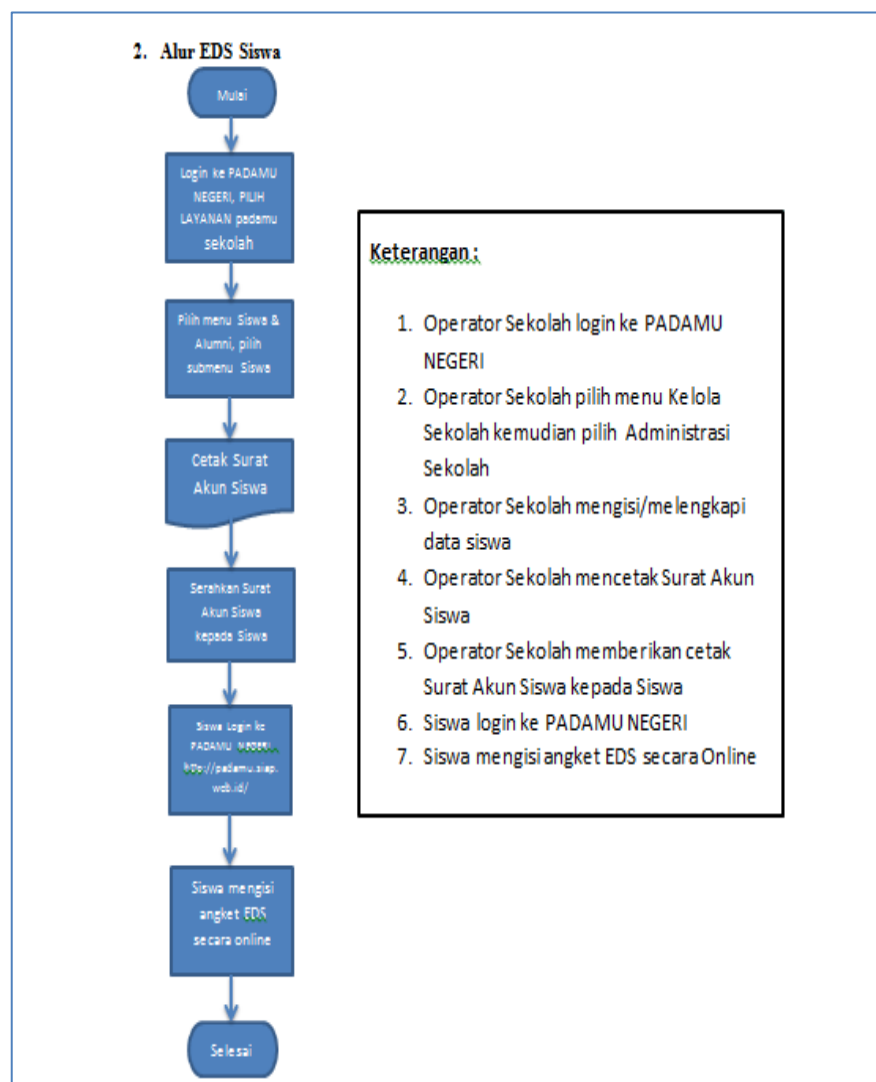 2. Alur EDS Siswa
Mulai
Login ke PADAMU
NEGERI, PILIH
LAYANAN padamu
sekolah
Pilih menu Siswa &
Alumni, pilih
submenu Siswa
Cetak Surat
Akun Siswa
Serahkan Surat
Akun Siswa
kepada Siswa
Siswa Login ke
PADAMU NEGERI
http://padamu.siap.
web.id/
Siswa mengisi
angket EDS
secara online
Selesai
Keterangan :
1. Operator Sekolah login ke PADAMU
NEGERI
2. Operator Sekolah pilih menu Kelola
Sekolah kemudian pilih Administrasi
Sekolah
3. Operator Sekolah mengisi/melengkapi
data siswa
4. Operator Sekolah mencetak Surat Akun
Siswa
5. Operator Sekolah memberikan cetak
Surat Akun Siswa kepada Siswa
6. Siswa login ke PADAMU NEGERI
7. Siswa mengisi angket EDS secara Online